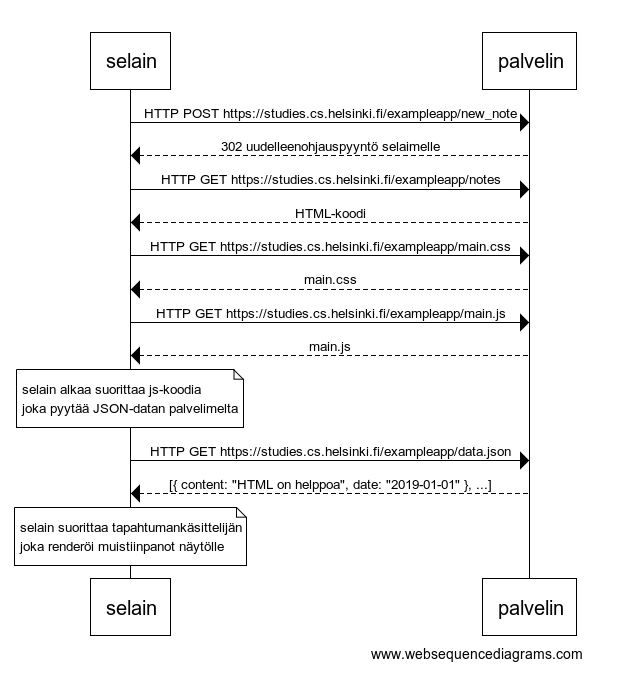 selain
palvelin
HTTP POST https://studies.cs.helsinki.fi/exampleapp/new_note
302 uudelleenohjauspyyntö selaimelle
HTTP GET https://studies.cs.helsinki.fi/exampleapp/notes
HTML-koodi
HTTP GET https://studies.cs.helsinki.fi/exampleapp/main.css
main.css
HTTP GET https://studies.cs.helsinki.fi/exampleapp/main.js
main.js
selain alkaa suorittaa js-koodia
joka pyytää JSON-datan palvelimelta
HTTP GET https://studies.cs.helsinki.fi/exampleapp/data.json
[{ content: "HTML on helppoa", date: "2019-01-01" }, ...]
selain suorittaa tapahtumankäsittelijän
joka renderöi muistiinpanot näytölle
selain
palvelin
www.websequencediagrams.com